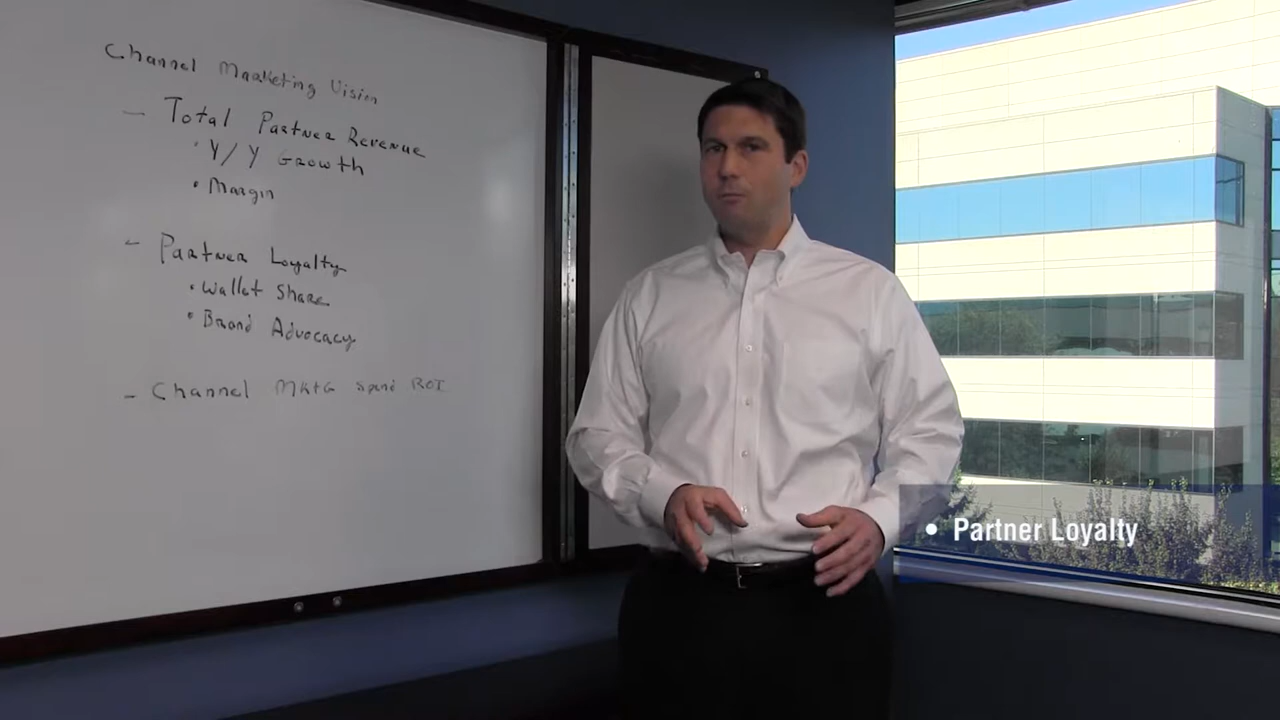 Channel Marketing Vision
- Total Partner Revenue
• Y/Y Growth
• Margin
- Partner Loyalty
• Wallet Share
• Brand Advocacy
- Channel MKTG Spend ROI
• Partner Loyalty